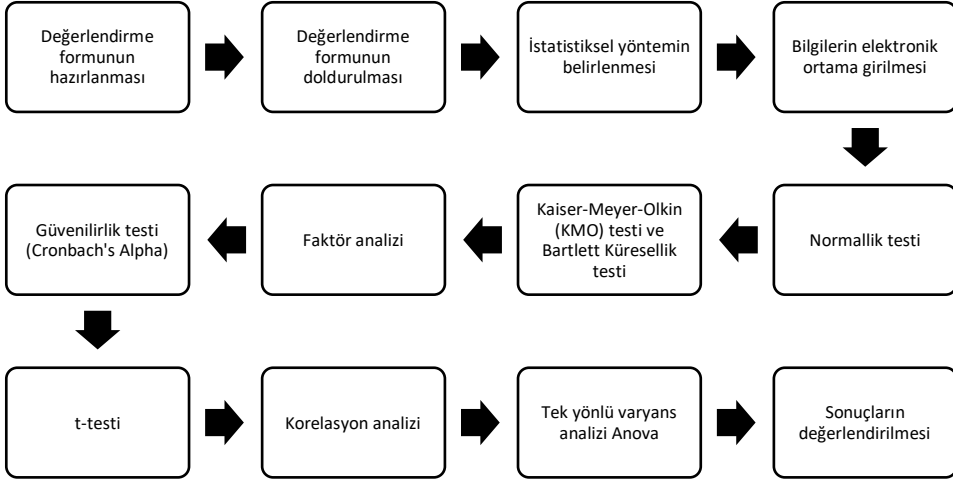 Değerlendirme
formunun
hazırlanması
Değerlendirme
formunun
doldurulması
İstatistiksel yöntemin
belirlenmesi
Bilgilerin elektronik
ortama girilmesi
Normallik testi
Kaiser-Meyer-Olkin
(KMO) testi ve
Bartlett Küresellik
testi
Faktör analizi
Güvenilirlik testi
(Cronbach's Alpha)
t-testi
Korelasyon analizi
Tek yönlü varyans
analizi Anova
Sonuçların
değerlendirilmesi